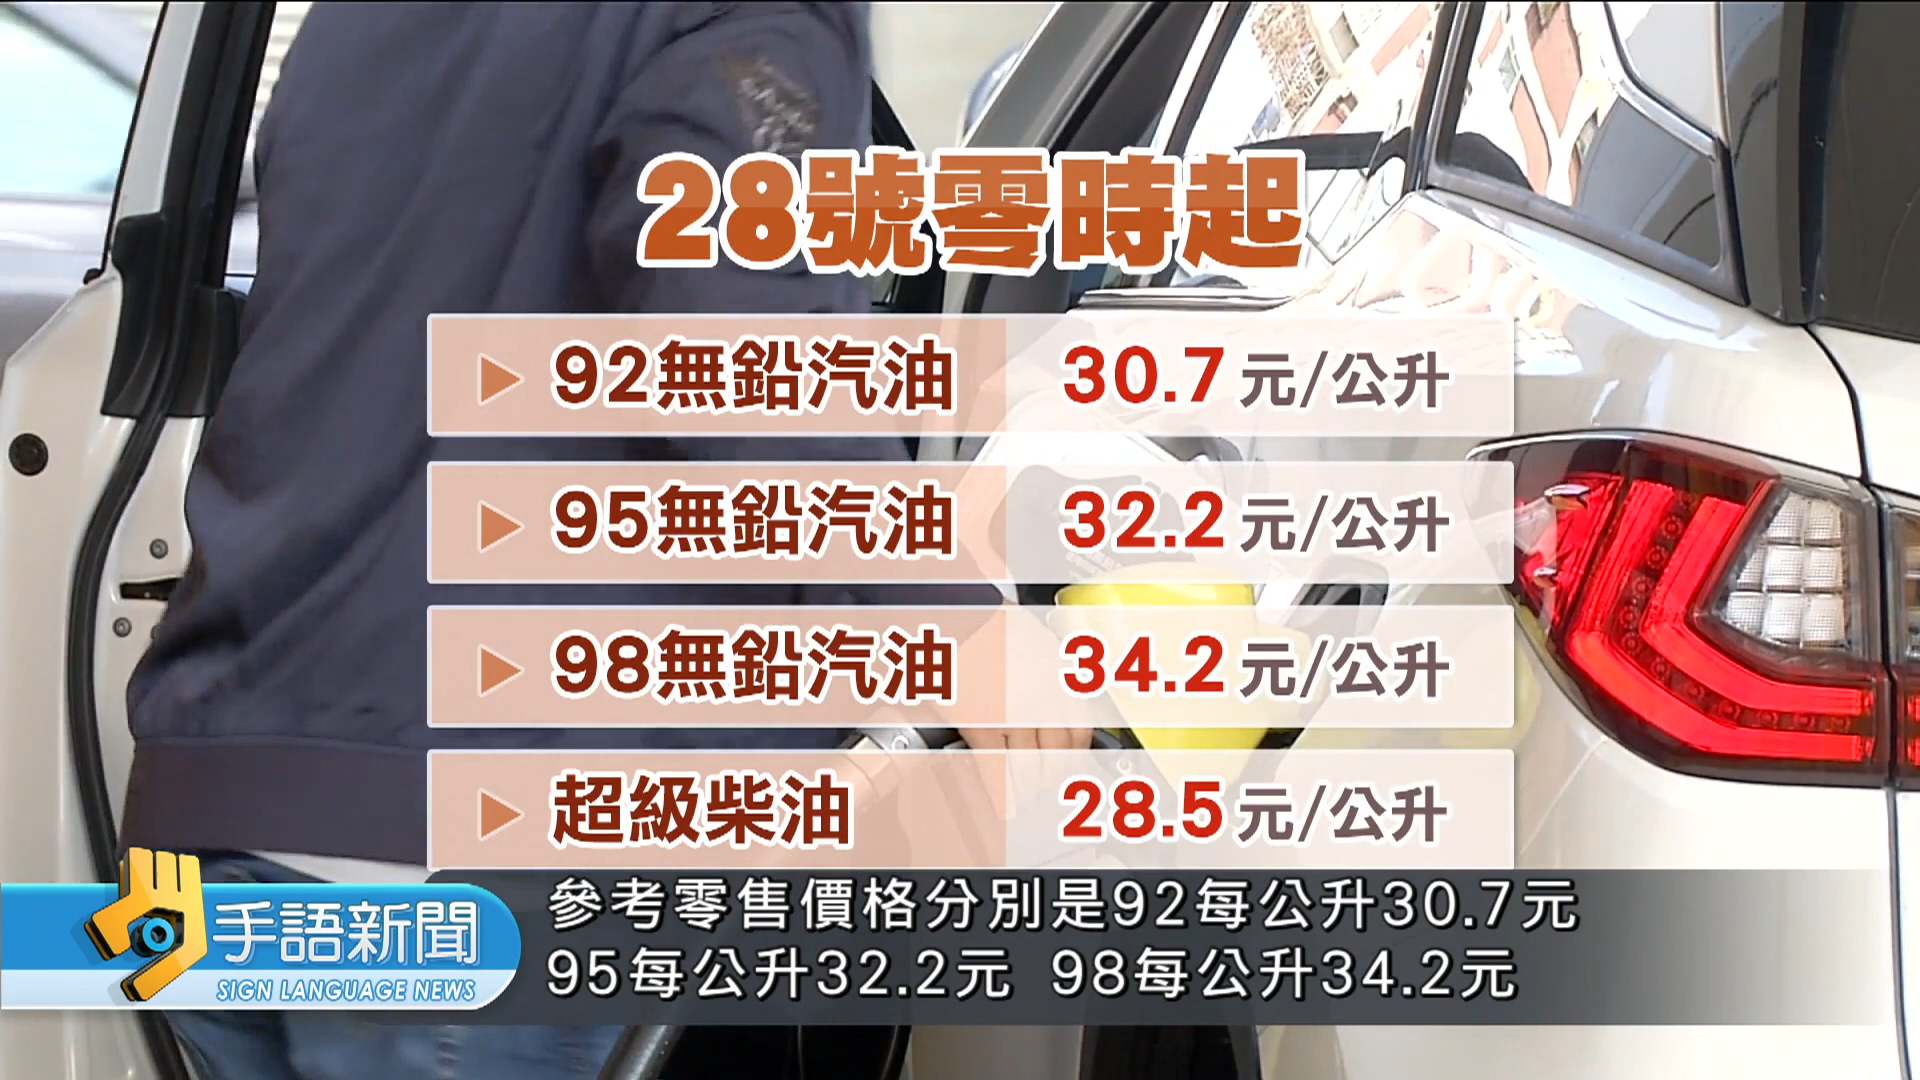 28號零時起
92無鉛汽油 30.7元/公升
95無鉛汽油 32.2元/公升
98無鉛汽油 34.2元/公升
超級柴油 28.5元/公升
參考零售價格分別是92每公升30.7元
95每公升32.2元 98每公升34.2元
手語新聞
SIGN LANGUAGE NEWS